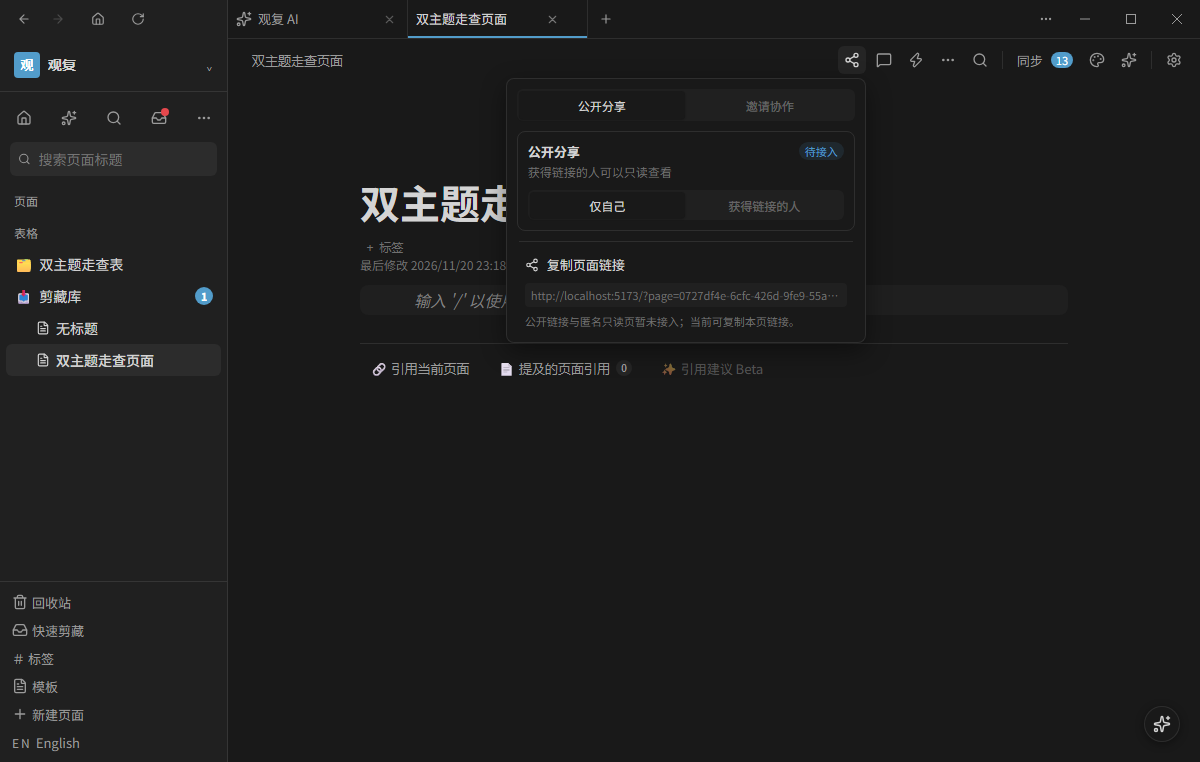 观复 AI
双主题走查页面
观 观复
双主题走查页面
同步 13
搜索页面标题
页面
表格
双主题走查表
剪藏库 1
无标题
双主题走查页面
回收站
快速剪藏
# 标签
模板
新建页面
EN English
公开分享 邀请协作
公开分享 待接入
获得链接的人可以只读查看
仅自己 获得链接的人
复制页面链接
http://localhost:5173/?page=0727df4e-6cfc-426d-9fe9-55a…
公开链接与匿名只读页暂未接入；当前可复制本页链接。
双主题走
+ 标签
最后修改 2026/11/20 23:18
输入 '/' 以使用
引用当前页面 提及的页面引用 0 引用建议 Beta